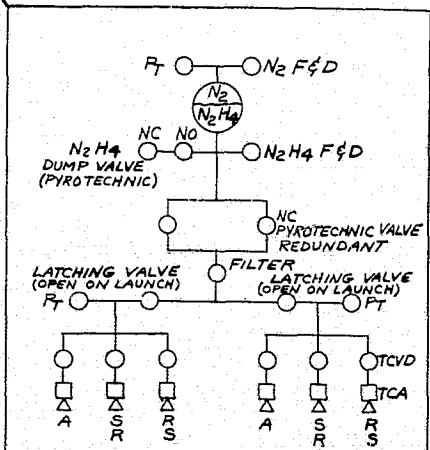 PT N2 F&D
N2
N2H4
NC NO
N2H4 N2H4 F&D
DUMP VALVE
(PYROTECHNIC)
NC
PYROTECHNIC VALVE
REDUNDANT
FILTER
LATCHING VALVE LATCHING VALVE
(OPEN ON LAUNCH) (OPEN ON LAUNCH)
PT PT
TCVD
TCA
A S R A S R
R S R S